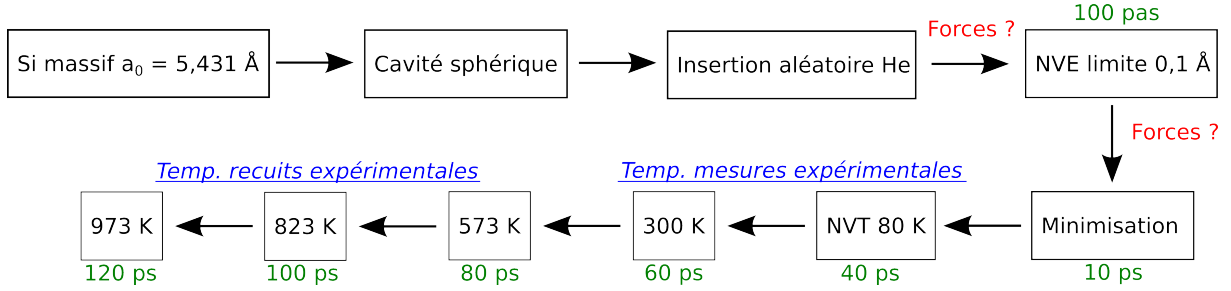 100 pas
Forces ?
Si massif a₀ = 5,431 Å
Cavité sphérique
Insertion aléatoire He
NVE limite 0,1 Å
Forces ?
Temp. recuits expérimentales
Temp. mesures expérimentales
973 K
823 K
573 K
300 K
NVT 80 K
Minimisation
120 ps
100 ps
80 ps
60 ps
40 ps
10 ps